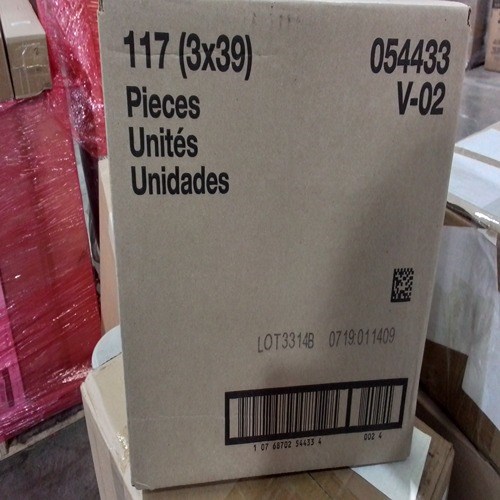 117 (3x39)
054433
Pieces
V-02
Unités
Unidades
LOT3314B 0719:011409
1 07 68702 54433 4
002 4